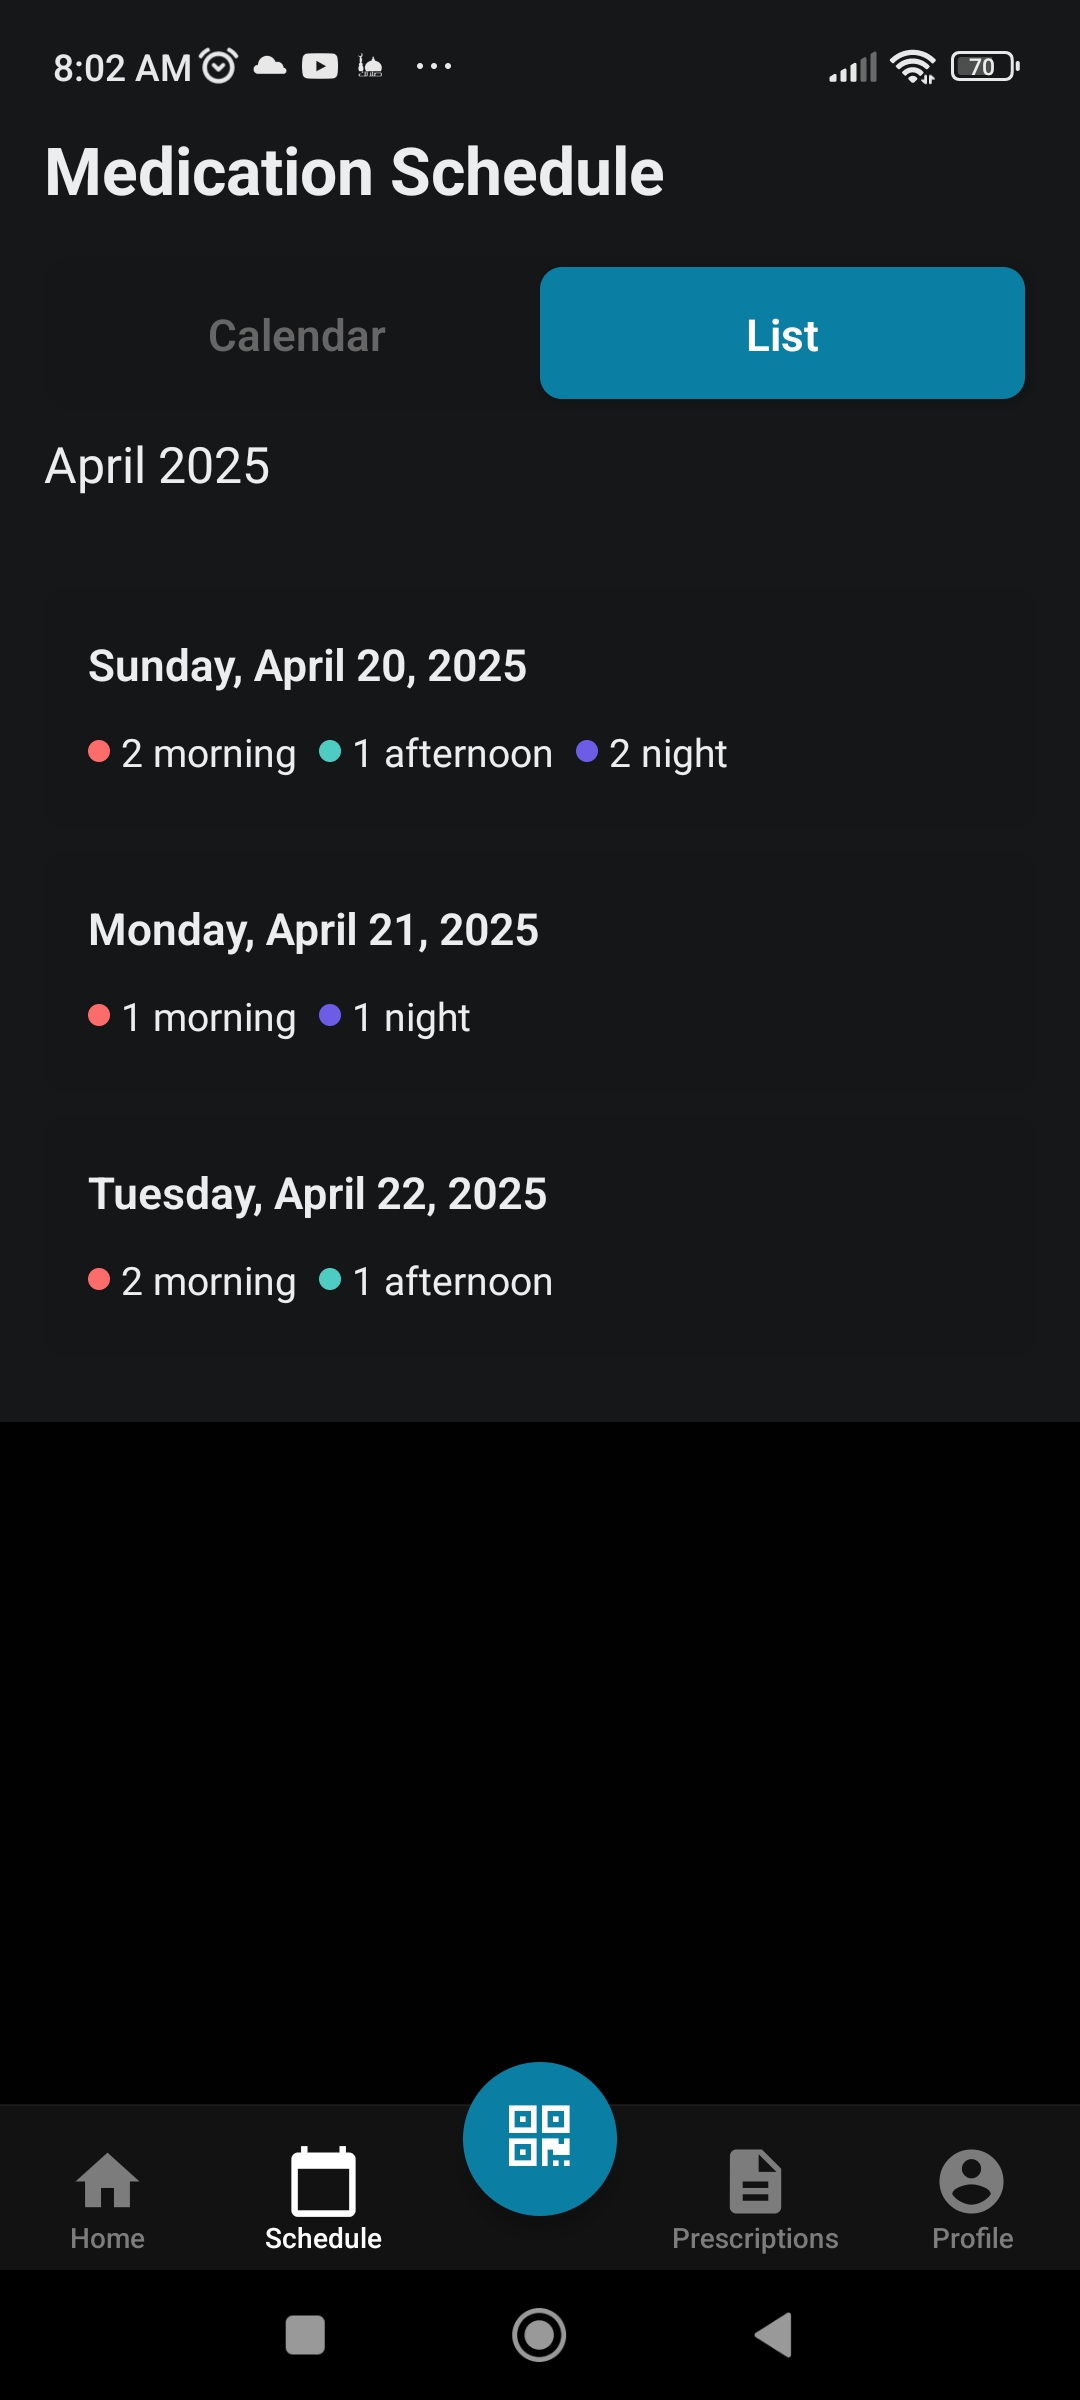 8:02 AM 70
Medication Schedule
Calendar List
April 2025
Sunday, April 20, 2025
2 morning 1 afternoon 2 night
Monday, April 21, 2025
1 morning 1 night
Tuesday, April 22, 2025
2 morning 1 afternoon
Home Schedule Prescriptions Profile